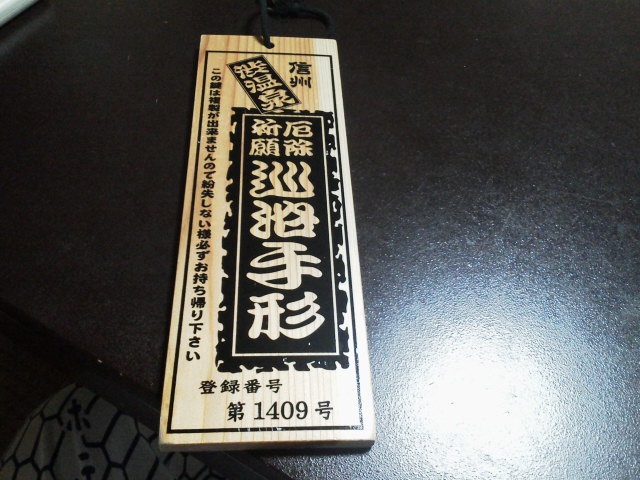 信州
渋温泉
厄除
祈願
巡浴手形
この鍵は複製が出来ませんので紛失しない様必ずお持ち帰り下さい
登録番号
第1409号